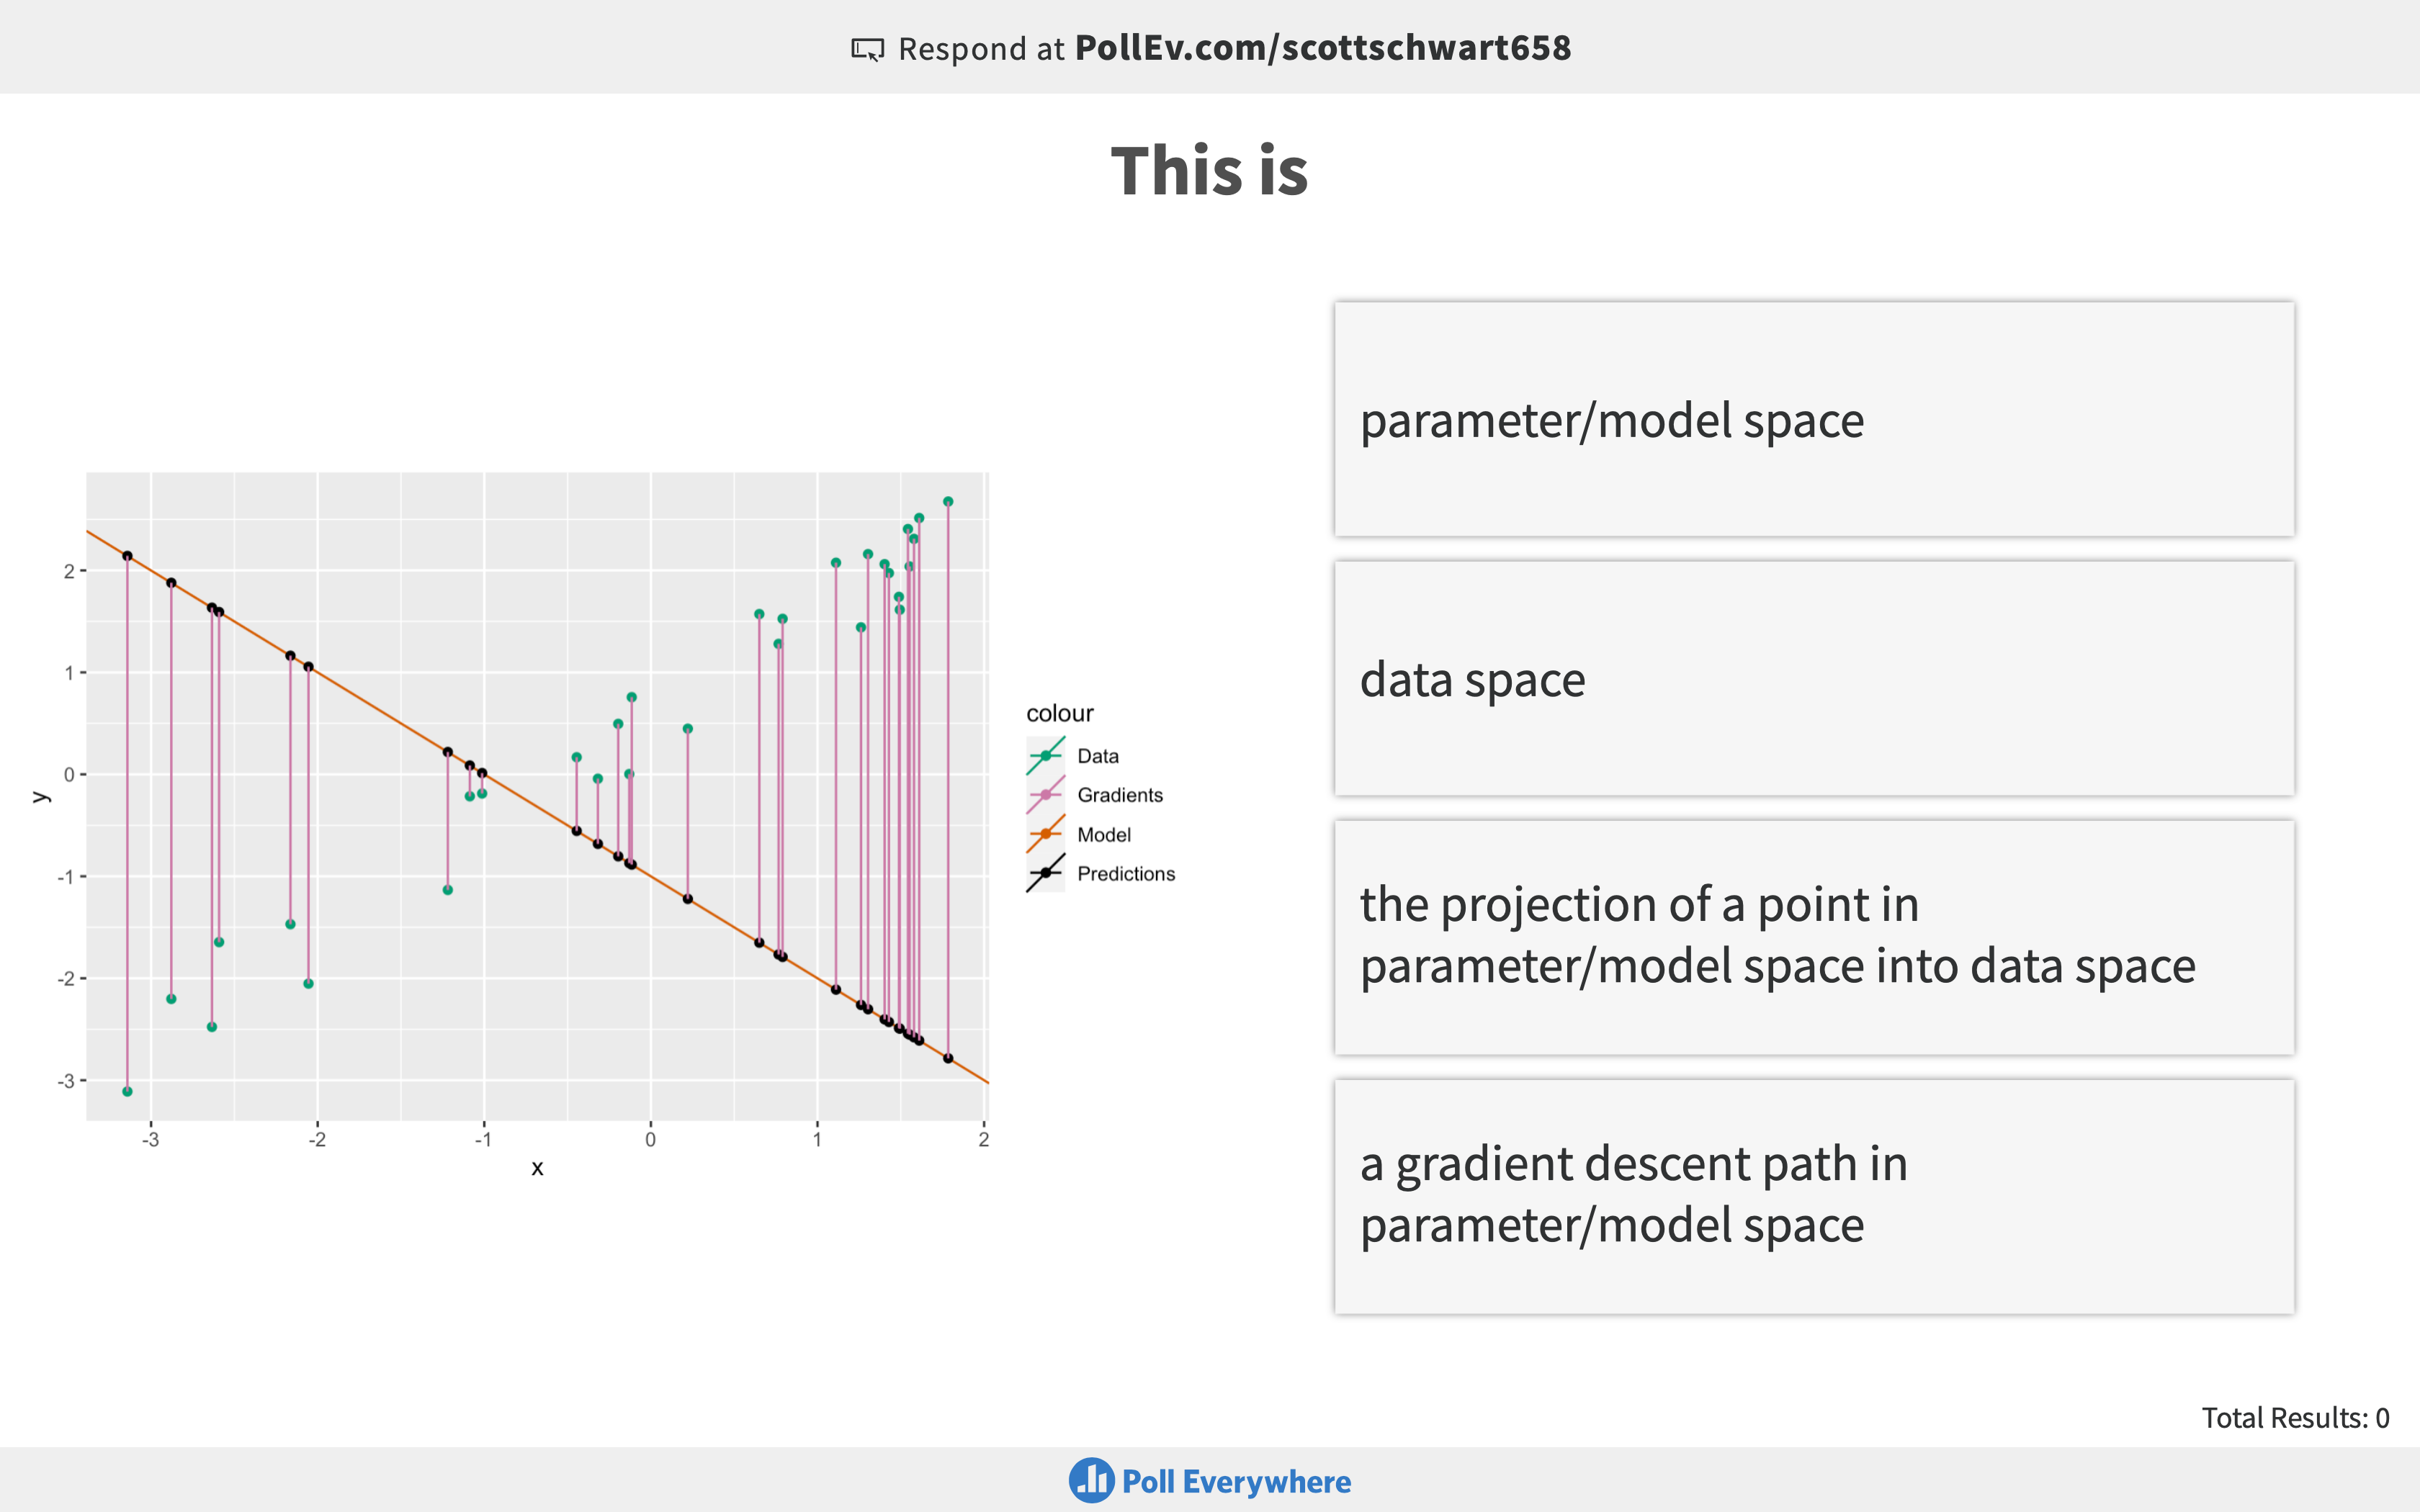 Respond at PollEv.com/scottschwart658
This is
parameter/model space
data space
the projection of a point in
parameter/model space into data space
a gradient descent path in
parameter/model space
2
1
0
-1
-2
-3
y
-3
-2
-1
0
1
2
x
colour
Data
Gradients
Model
Predictions
Total Results: 0
Poll Everywhere